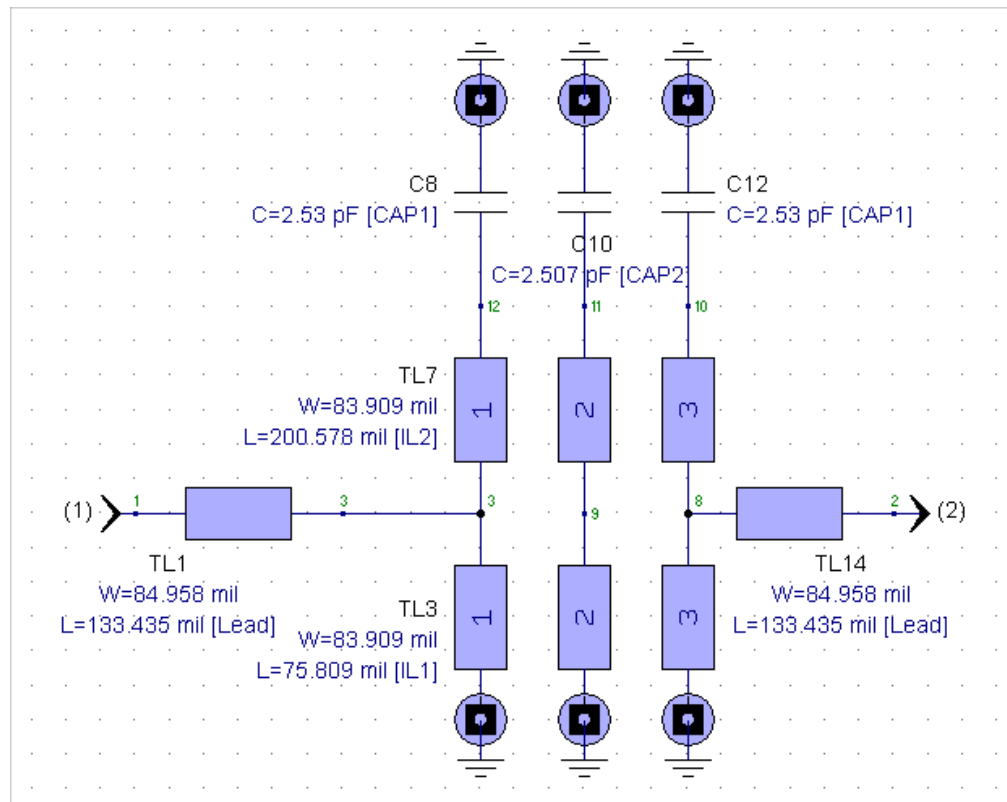 C8
C=2.53 pF [CAP1]
C12
C=2.53 pF [CAP1]
C10
C=2.507 pF [CAP2]
12
11
10
TL7
W=83.909 mil
L=200.578 mil [IL2]
1
2
3
(1)
1
3
3
9
8
2
(2)
TL1
W=84.958 mil
L=133.435 mil [Lead]
TL3
W=83.909 mil
L=75.809 mil [IL1]
1
2
3
TL14
W=84.958 mil
L=133.435 mil [Lead]